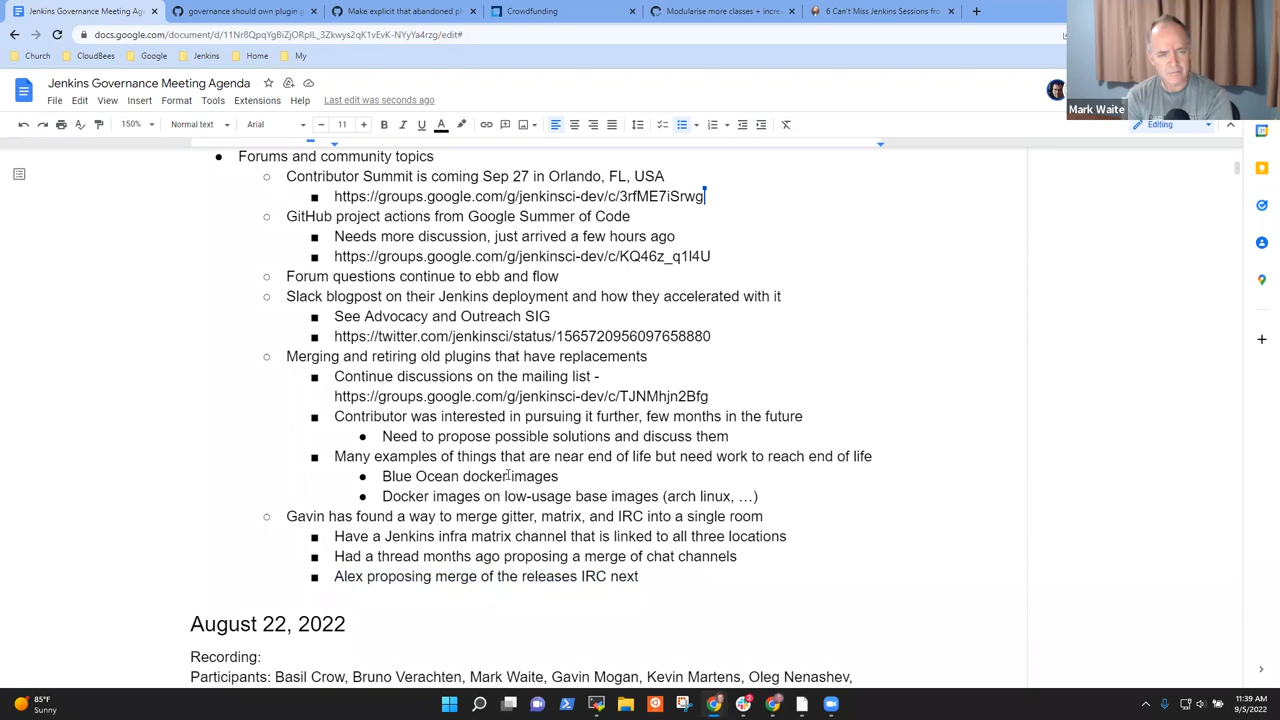 Jenkins Governance Meeting Age
governance should own plugin g
Make explicit that abandoned p
Crowdfunding
Modularise more classes + incre
6 Can't Miss Jenkins Sessions fro
docs.google.com/document/d/11Nr8QpqYgBiZjORpIL_3Zkwys2qK1vEvK-NYyYa4rzg/edit#
Church
CloudBees
Google
Jenkins
Home
My
Jenkins Governance Meeting Agenda
File Edit View Insert Format Tools Extensions Help Last edit was seconds ago
Mark Waite
150% Normal text Arial 11 B I U A Editing
Forums and community topics
Contributor Summit is coming Sep 27 in Orlando, FL, USA
https://groups.google.com/g/jenkinsci-dev/c/3rfME7iSrwg
GitHub project actions from Google Summer of Code
Needs more discussion, just arrived a few hours ago
https://groups.google.com/g/jenkinsci-dev/c/KQ46z_q1l4U
Forum questions continue to ebb and flow
Slack blogpost on their Jenkins deployment and how they accelerated with it
See Advocacy and Outreach SIG
https://twitter.com/jenkinsci/status/1565720956097658880
Merging and retiring old plugins that have replacements
Continue discussions on the mailing list -
https://groups.google.com/g/jenkinsci-dev/c/TJNMhjn2Bfg
Contributor was interested in pursuing it further, few months in the future
Need to propose possible solutions and discuss them
Many examples of things that are near end of life but need work to reach end of life
Blue Ocean docker images
Docker images on low-usage base images (arch linux, …)
Gavin has found a way to merge gitter, matrix, and IRC into a single room
Have a Jenkins infra matrix channel that is linked to all three locations
Had a thread months ago proposing a merge of chat channels
Alex proposing merge of the releases IRC next
August 22, 2022
Recording:
Participants: Basil Crow, Bruno Verachten, Mark Waite, Gavin Mogan, Kevin Martens, Oleg Nenashev,
85°F
Sunny
11:39 AM
9/5/2022